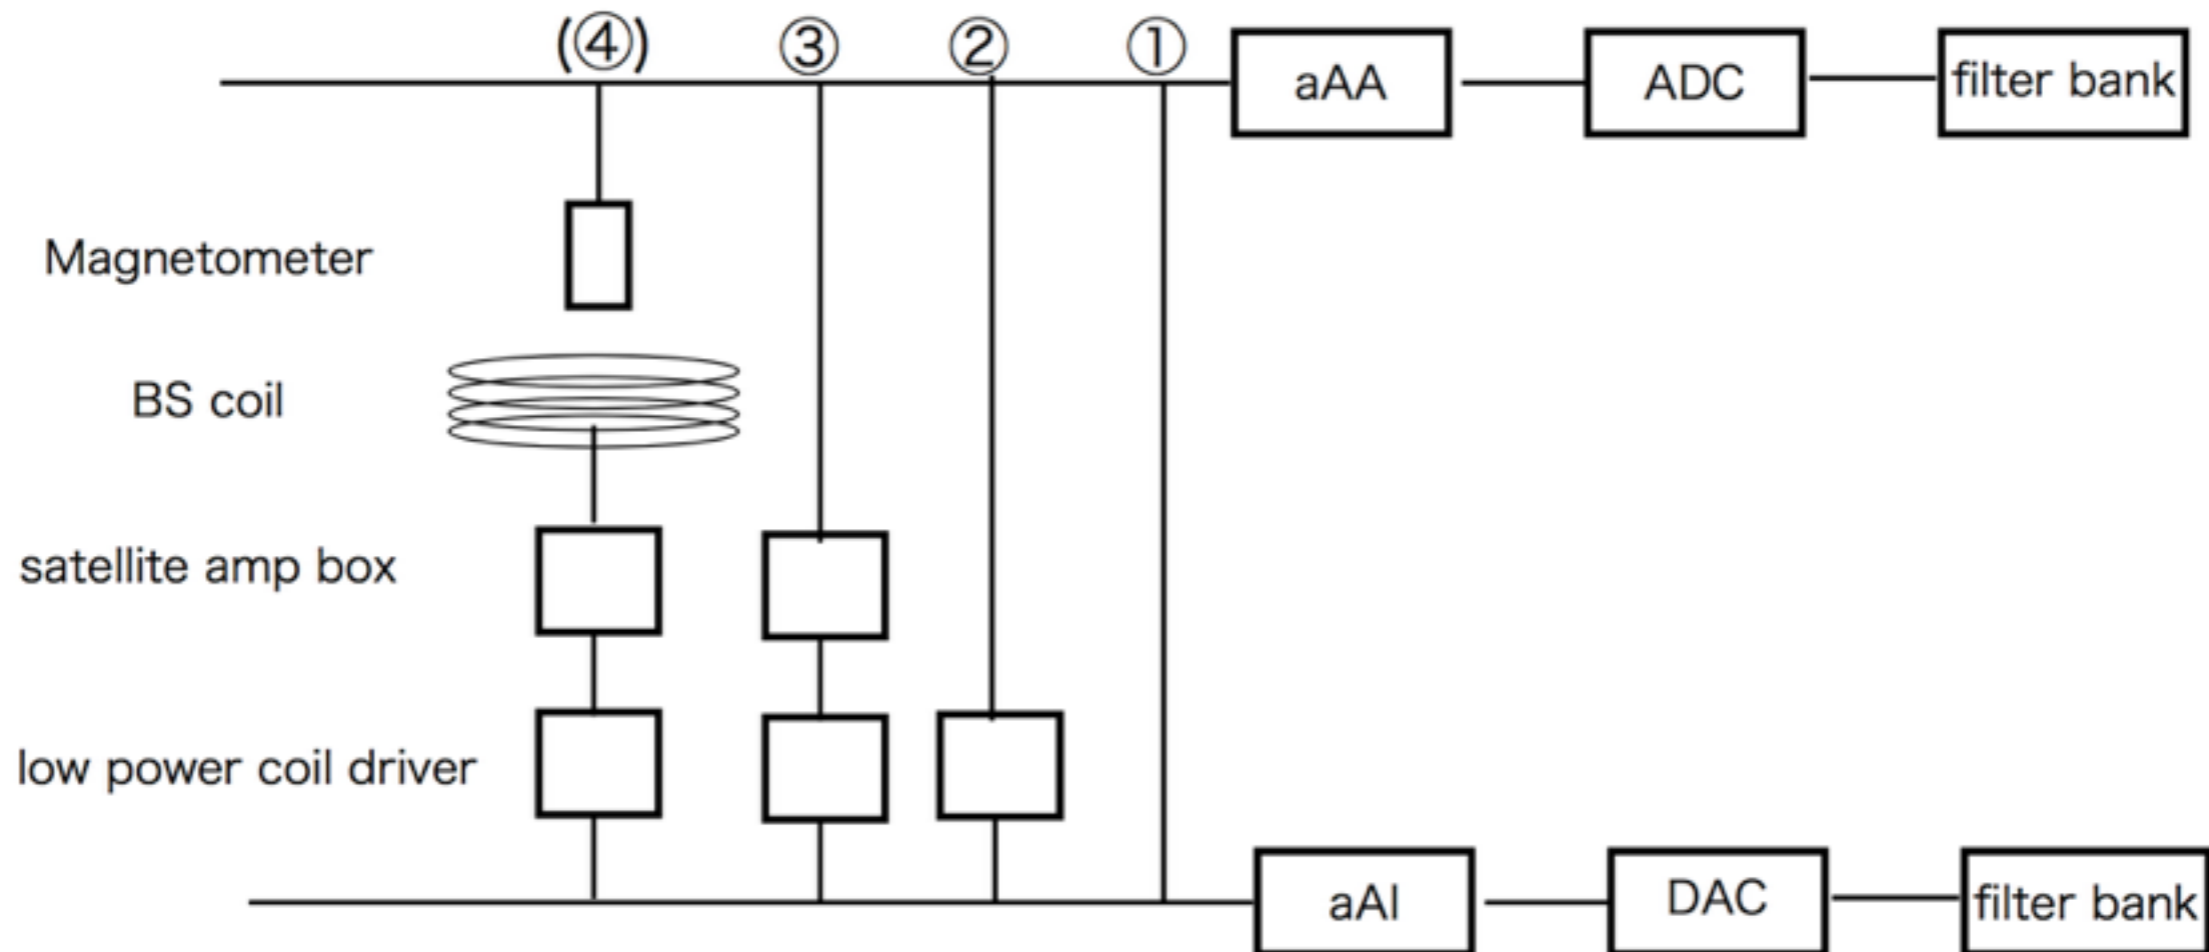 (④) ③ ② ①
aAA
ADC
filter bank
Magnetometer
BS coil
satellite amp box
low power coil driver
aAI
DAC
filter bank